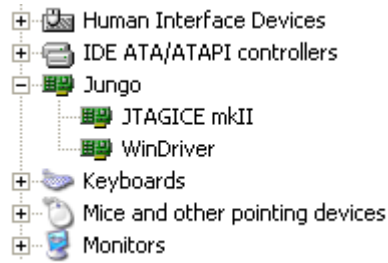 Human Interface Devices
IDE ATA/ATAPI controllers
Jungo
JTAGICE mkII
WinDriver
Keyboards
Mice and other pointing devices
Monitors